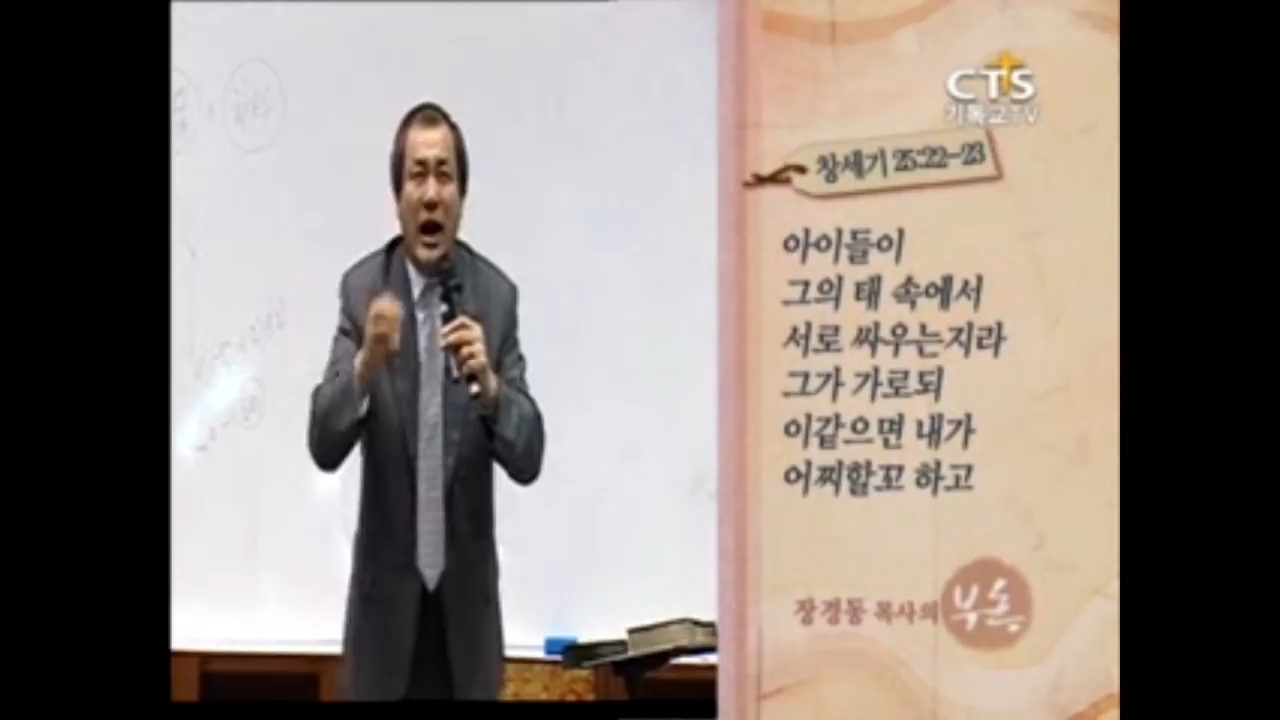 CTS
기독교TV
창세기 25:22-23
아이들이
그의 태 속에서
서로 싸우는지라
그가 가로되
이같으면 내가
어찌할꼬 하고
장경동 목사의 부흥